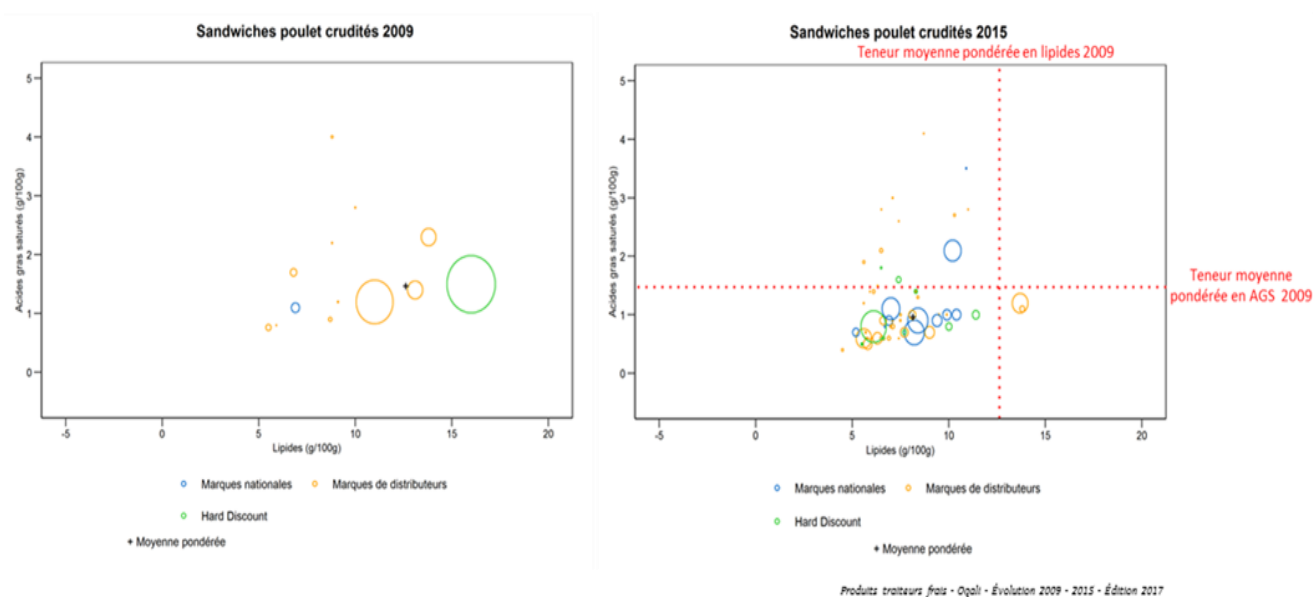 Sandwiches poulet crudités 2009
Acides gras saturés (g/100g)
5
4
3
2
1
0
-5
0
5
10
15
20
Lipides (g/100g)
Marques nationales
Marques de distributeurs
Hard Discount
+ Moyenne pondérée
Sandwiches poulet crudités 2015
Teneur moyenne pondérée en lipides 2009
Acides gras saturés (g/100g)
5
4
3
2
1
0
-5
0
5
10
15
20
Lipides (g/100g)
Teneur moyenne
pondérée en AGS 2009
Marques nationales
Marques de distributeurs
Hard Discount
+ Moyenne pondérée
Produits traiteurs frais - Oqali - Évolution 2009 - 2015 - Édition 2017